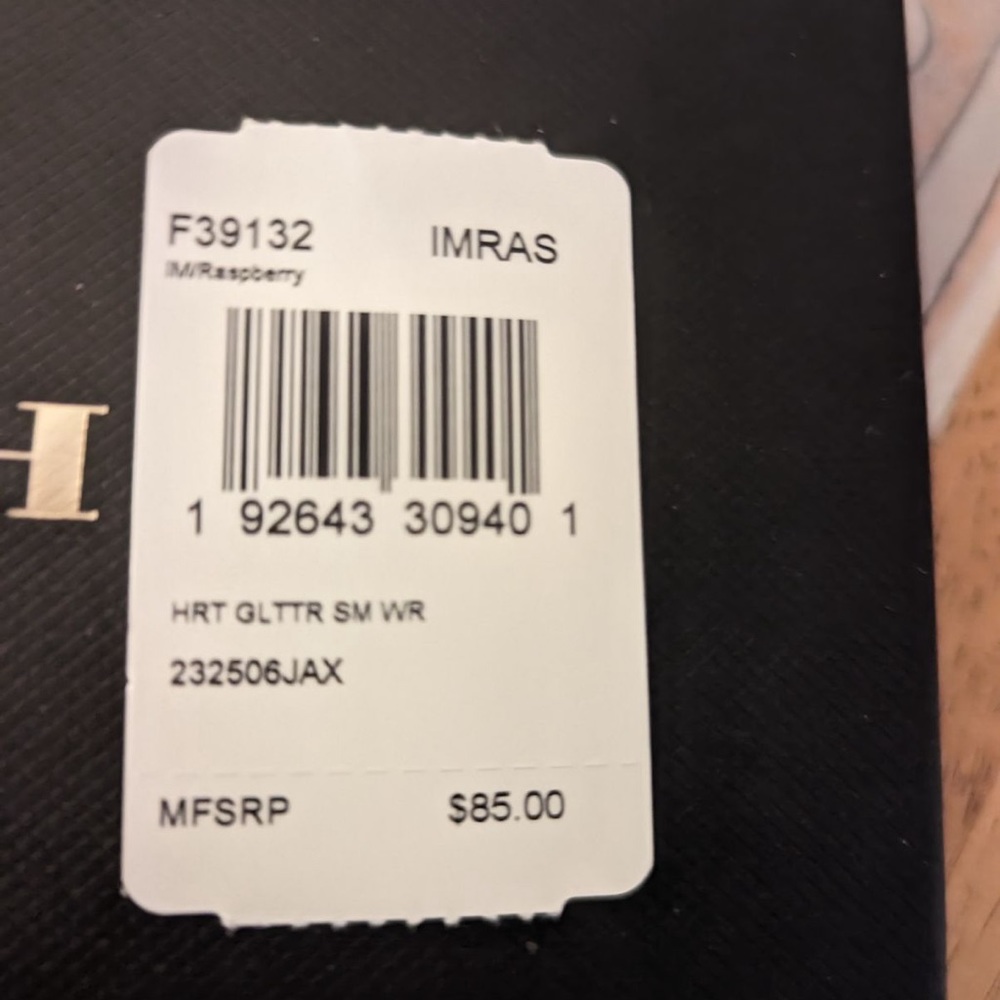 F39132 IMRAS
IM/Raspberry
1 92643 30940 1
HRT GLTTR SM WR
232506JAX
MFSRP $85.00
H